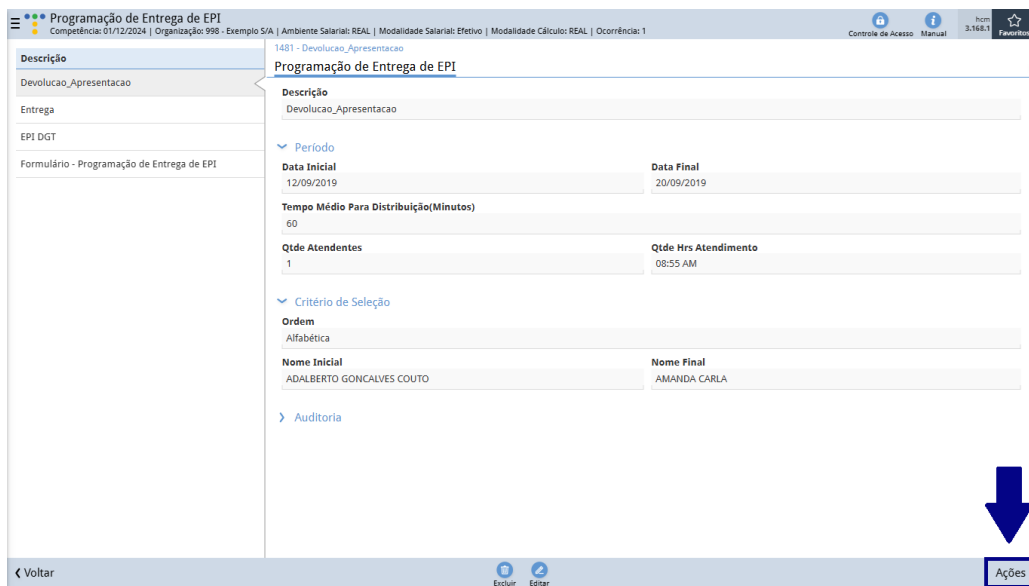 Programação de Entrega de EPI
Competência: 01/12/2024 | Organização: 998 - Exemplo S/A | Ambiente Salarial: REAL | Modalidade Salarial: Efetivo | Modalidade Cálculo: REAL | Ocorrência: 1
Controle de Acesso
Manual
hcm
3.168.1
Favoritos
Descrição
Devolucao_Apresentacao
Entrega
EPI DGT
Formulário - Programação de Entrega de EPI
1481 - Devolucao_Apresentacao
Programação de Entrega de EPI
Descrição
Devolucao_Apresentacao
Período
Data Inicial
Data Final
12/09/2019
20/09/2019
Tempo Médio Para Distribuição(Minutos)
60
Qtde Atendentes
Qtde Hrs Atendimento
1
08:55 AM
Critério de Seleção
Ordem
Alfabética
Nome Inicial
Nome Final
ADALBERTO GONCALVES COUTO
AMANDA CARLA
Auditoria
Voltar
Excluir
Editar
Ações